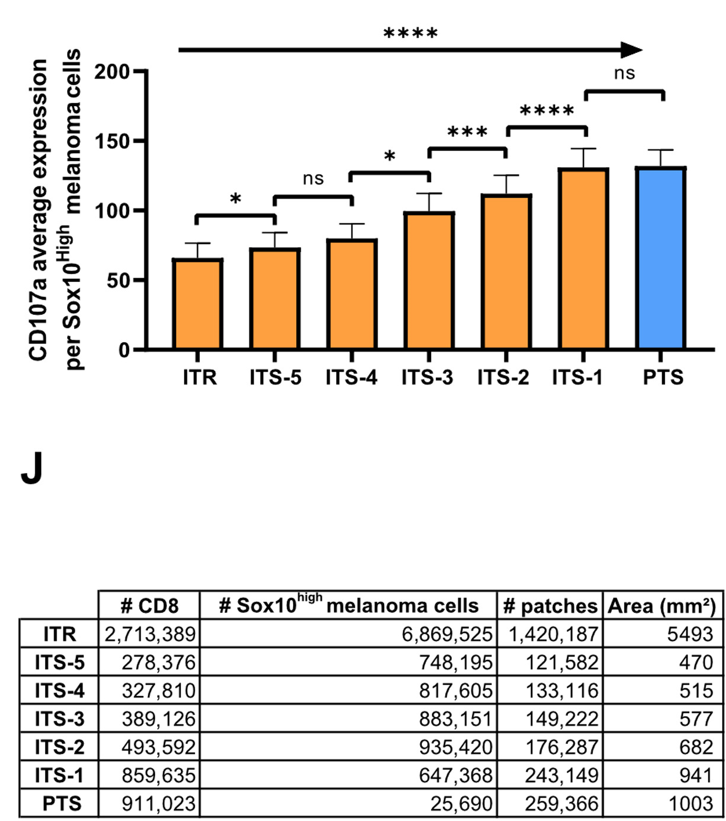 ****
CD107a average expression
per Sox10High melanoma cells
200
150
100
50
0
*
ns
*
***
****
ns
ITR ITS-5 ITS-4 ITS-3 ITS-2 ITS-1 PTS
J
# CD8 # Sox10high melanoma cells # patches Area (mm²)
ITR 2,713,389 6,869,525 1,420,187 5493
ITS-5 278,376 748,195 121,582 470
ITS-4 327,810 817,605 133,116 515
ITS-3 389,126 883,151 149,222 577
ITS-2 493,592 935,420 176,287 682
ITS-1 859,635 647,368 243,149 941
PTS 911,023 25,690 259,366 1003